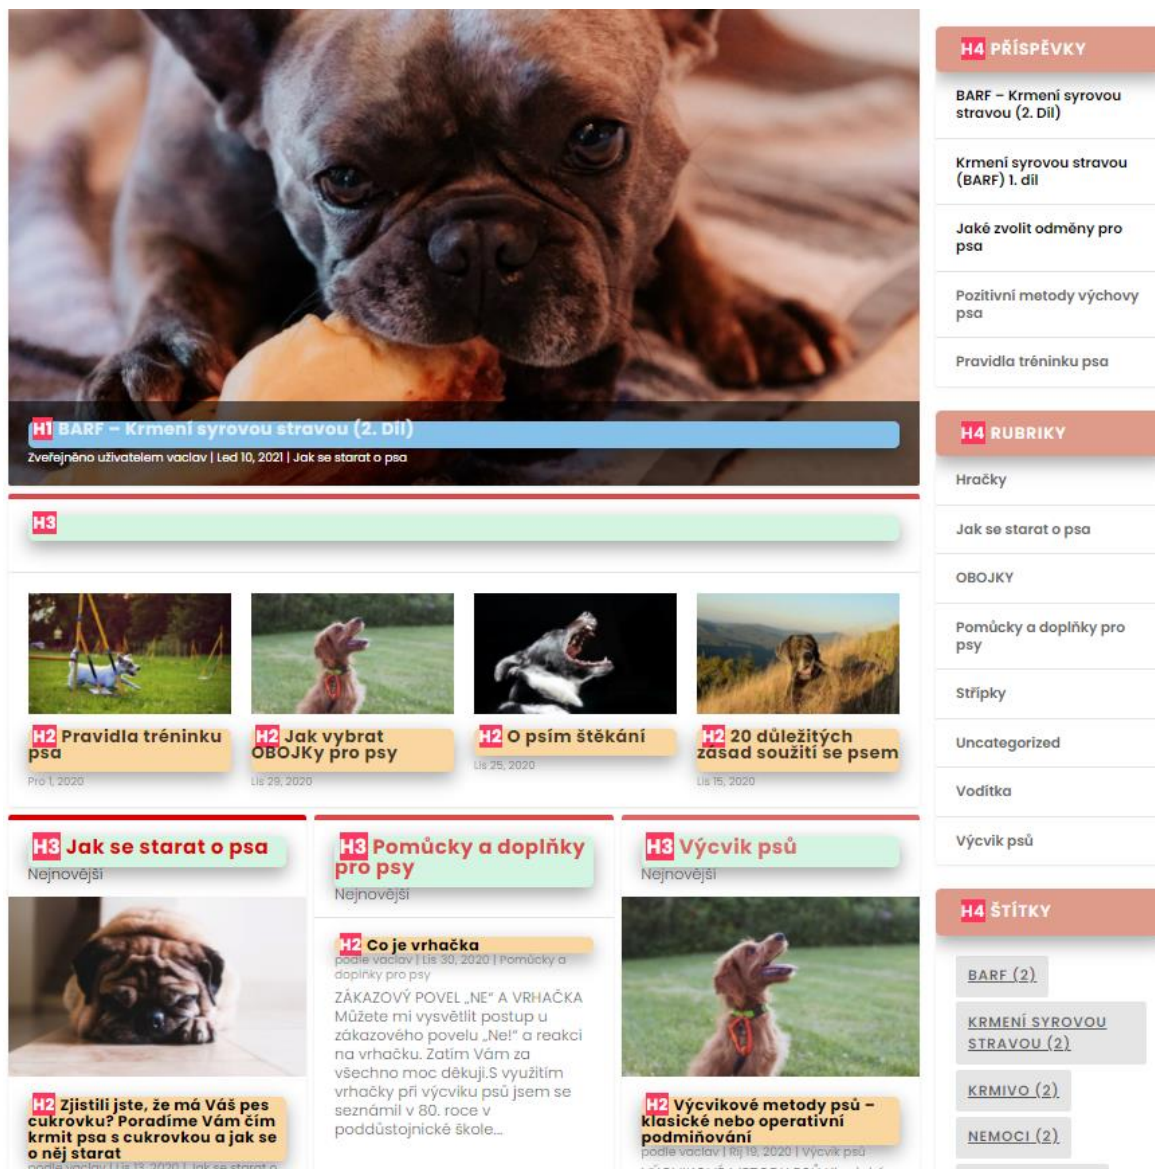 H1 BARF – Krmení syrovou stravou (2. Díl)
Zveřejněno uživatelem vaclav | Led 10, 2021 | Jak se starat o psa
H3
H2 Pravidla tréninku
psa
Pro 1, 2020
H2 Jak vybrat
OBOJKy pro psy
Lis 29, 2020
H2 O psím štěkání
Lis 25, 2020
H2 20 důležitých
zásad soužití se psem
Lis 15, 2020
H3 Jak se starat o psa
Nejnovější
H2 Zjistili jste, že má Váš pes
cukrovku? Poradíme Vám čím
krmit psa s cukrovkou a jak se
o něj starat
podle vaclav | Lis 13, 2020 | Jak se starat o
H3 Pomůcky a doplňky
pro psy
Nejnovější
H2 Co je vrhačka
podle vaclav | Lis 30, 2020 | Pomůcky a
doplňky pro psy
ZÁKAZOVÝ POVEL „NE“ A VRHAČKA
Můžete mi vysvětlit postup u
zákazového povelu „Ne!“ a reakci
na vrhačku. Zatím Vám za
všechno moc děkuji.S využitím
vrhačky při výcviku psů jsem se
seznámil v 80. roce v
poddůstojnické škole...
H3 Výcvik psů
Nejnovější
H2 Výcvikové metody psů –
klasické nebo operativní
podmiňování
podle vaclav | Říj 19, 2020 | Výcvik psů
H4 PŘÍSPĚVKY
BARF – Krmení syrovou
stravou (2. Díl)
Krmení syrovou stravou
(BARF) 1. díl
Jaké zvolit odměny pro
psa
Pozitivní metody výchovy
psa
Pravidla tréninku psa
H4 RUBRIKY
Hračky
Jak se starat o psa
OBOJKY
Pomůcky a doplňky pro
psy
Střípky
Uncategorized
Vodítka
Výcvik psů
H4 ŠTÍTKY
BARF (2)
KRMENÍ SYROVOU
STRAVOU (2)
KRMIVO (2)
NEMOCI (2)